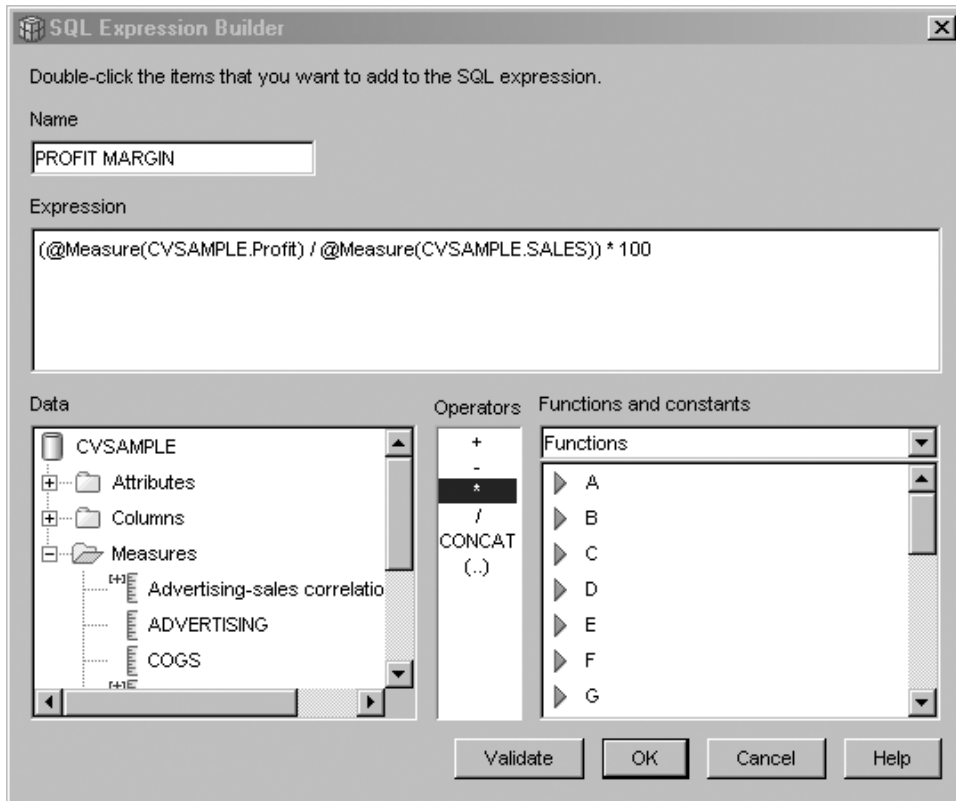 SQL Expression Builder
Double-click the items that you want to add to the SQL expression.
Name
PROFIT MARGIN
Expression
(@Measure(CVSAMPLE.Profit) / @Measure(CVSAMPLE.SALES)) * 100
Data
CVSAMPLE
Attributes
Columns
Measures
Advertising-sales correlatio
ADVERTISING
COGS
Operators
+
-
*
/
CONCAT
(..)
Functions and constants
Functions
A
B
C
D
E
F
G
Validate
OK
Cancel
Help